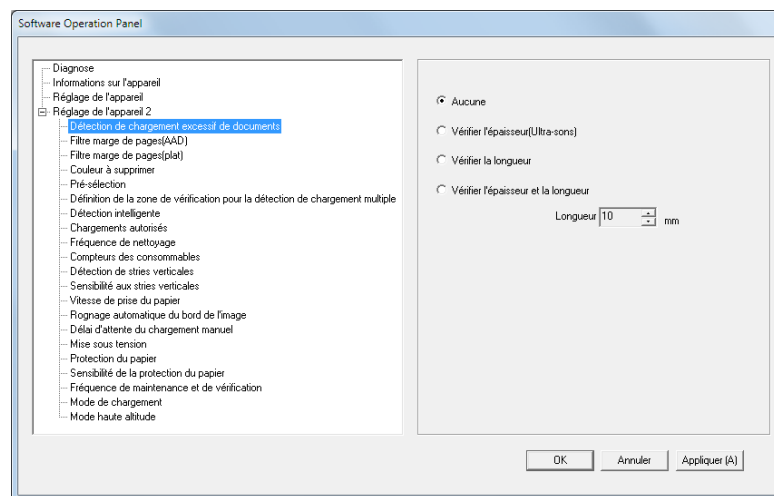 Software Operation Panel
Diagnose
Informations sur l'appareil
Réglage de l'appareil
Réglage de l'appareil 2
Détection de chargement excessif de documents
Filtre marge de pages(AAD)
Filtre marge de pages(plat)
Couleur à supprimer
Pré-sélection
Définition de la zone de vérification pour la détection de chargement multiple
Détection intelligente
Chargements autorisés
Fréquence de nettoyage
Compteurs des consommables
Détection de stries verticales
Sensibilité aux stries verticales
Vitesse de prise du papier
Rognage automatique du bord de l'image
Délai d'attente du chargement manuel
Mise sous tension
Protection du papier
Sensibilité de la protection du papier
Fréquence de maintenance et de vérification
Mode de chargement
Mode haute altitude
Aucune
Vérifier l'épaisseur(Ultra-sons)
Vérifier la longueur
Vérifier l'épaisseur et la longueur
Longueur 10 mm
OK Annuler Appliquer (A)